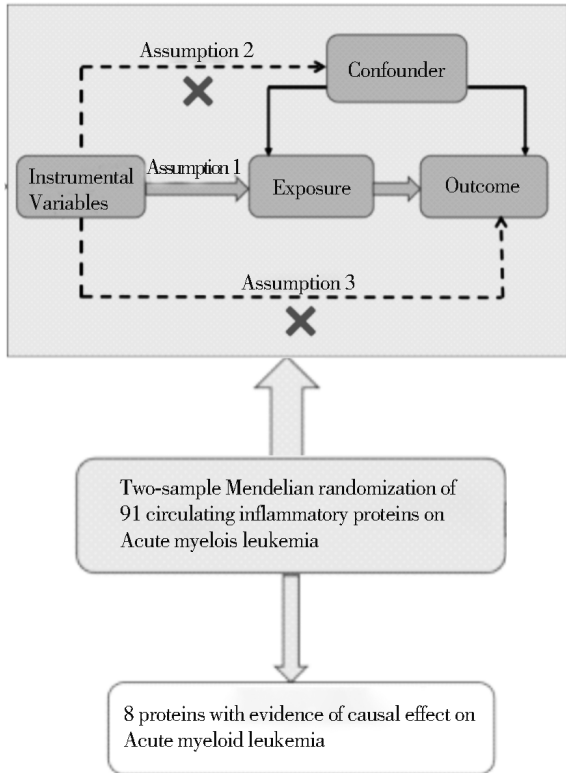 Assumption 2
Confounder
Assumption 1
Instrumental
Variables
Exposure
Outcome
Assumption 3
Two-sample Mendelian randomization of
91 circulating inflammatory proteins on
Acute myelois leukemia
8 proteins with evidence of causal effect on
Acute myeloid leukemia